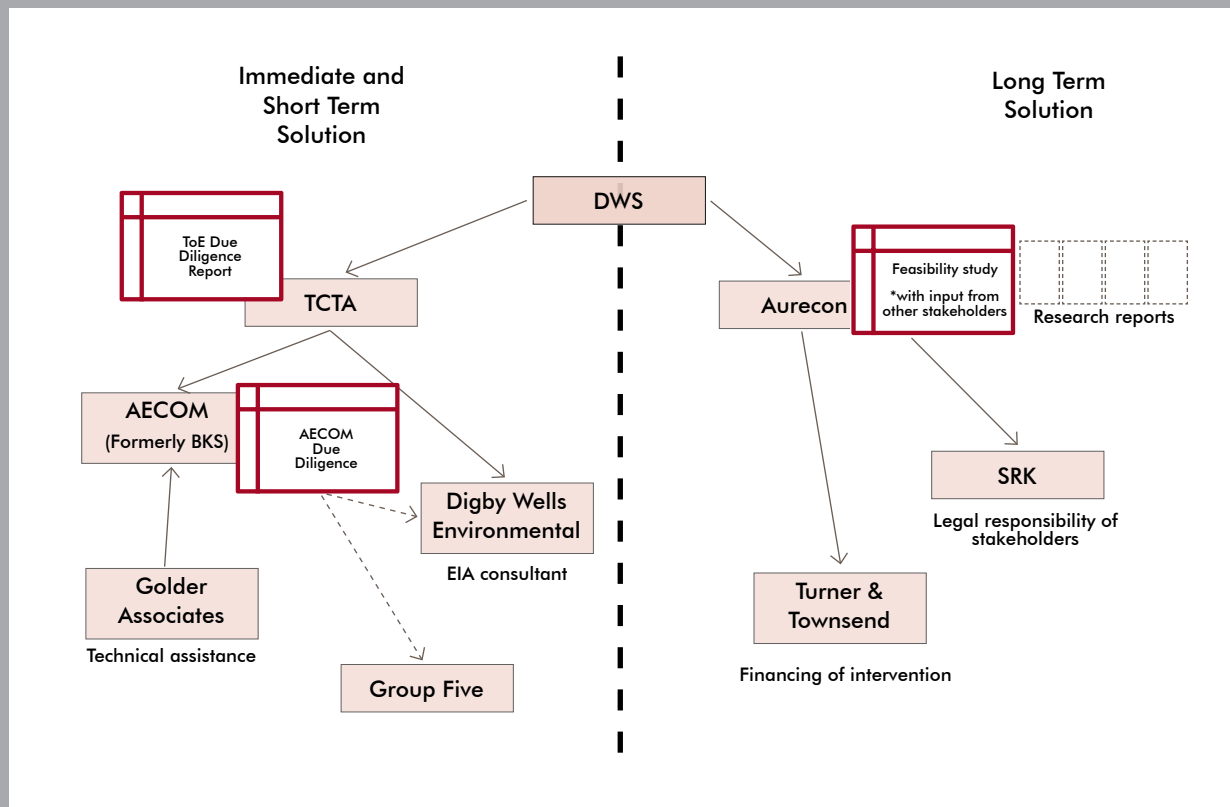 Immediate and
Short Term
Solution
Long Term
Solution
DWS
ToE Due
Diligence
Report
TCTA
Aurecon
Feasibility study
*with input from
other stakeholders
Research reports
AECOM
(Formerly BKS)
AECOM
Due
Diligence
Digby Wells
Environmental
EIA consultant
SRK
Legal responsibility of
stakeholders
Golder
Associates
Technical assistance
Turner &
Townsend
Financing of intervention
Group Five